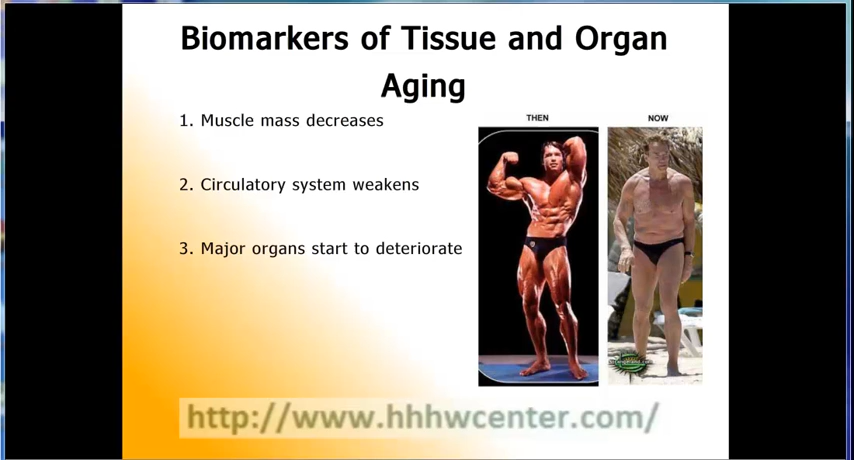 Biomarkers of Tissue and Organ
Aging
1. Muscle mass decreases
2. Circulatory system weakens
3. Major organs start to deteriorate
THEN
NOW
http://www.hhhwcenter.com/